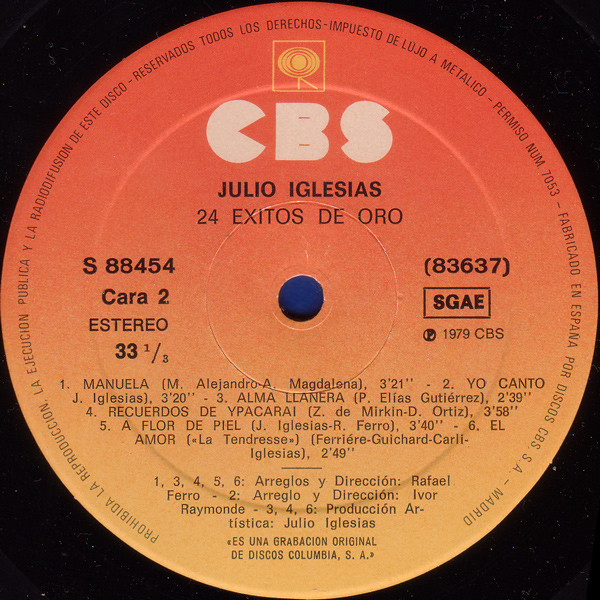 PROHIBIDA LA REPRODUCCION, LA EJECUCION PUBLICA Y LA RADIODIFUSION DE ESTE DISCO-RESERVADOS TODOS LOS DERECHOS-IMPUESTO DE LUJO A METALICO - PERMISO NUM. 7053 - FABRICADO EN ESPAÑA POR DISCOS CBS, S.A.-MADRID
CBS
JULIO IGLESIAS
24 EXITOS DE ORO
S 88454 (83637)
Cara 2 SGAE
ESTEREO ℗ 1979 CBS
33 1/3
1. MANUELA (M. Alejandro-A. Magdalena), 3'21'' - 2. YO CANTO
J. Iglesias), 3'20'' - 3. ALMA LLANERA (P. Elías Gutiérrez), 2'39''
4. RECUERDOS DE YPACARAI (Z. de Mirkin-D. Ortiz), 3'58''
5. A FLOR DE PIEL (J. Iglesias-R. Ferro), 3'40'' - 6. EL
AMOR («La Tendresse») (Ferriére-Guichard-Carli-
Iglesias), 2'49''
1, 3, 4, 5, 6: Arreglos y Dirección: Rafael
Ferro - 2: Arreglo y Dirección: Ivor
Raymonde - 3, 4, 6: Producción Ar-
tística: Julio Iglesias
«ES UNA GRABACION ORIGINAL
DE DISCOS COLUMBIA, S. A.»